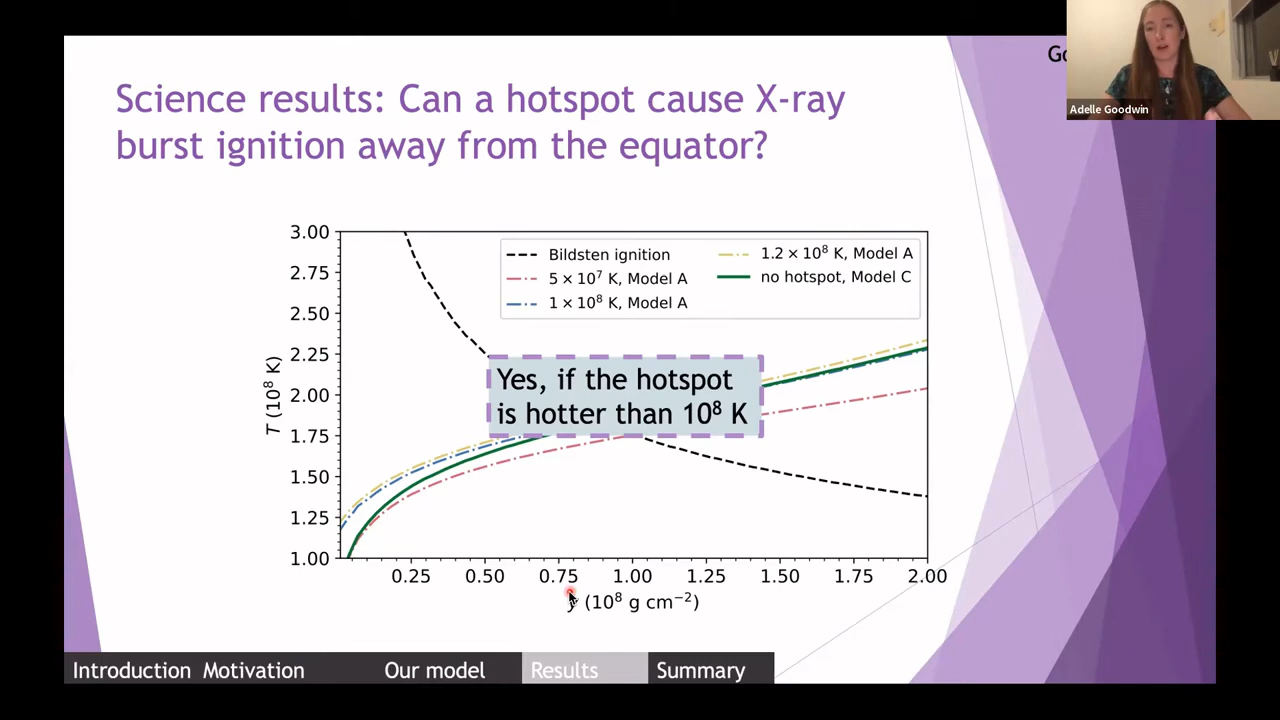 Go
Adelle Goodwin
Science results: Can a hotspot cause X-ray
burst ignition away from the equator?
3.00
2.75
2.50
2.25
2.00
1.75
1.50
1.25
1.00
T (10⁸ K)
Bildsten ignition
5 × 10⁷ K, Model A
1 × 10⁸ K, Model A
1.2 × 10⁸ K, Model A
no hotspot, Model C
Yes, if the hotspot
is hotter than 10⁸ K
0.25 0.50 0.75 1.00 1.25 1.50 1.75 2.00
y (10⁸ g cm⁻²)
Introduction Motivation Our model Results Summary